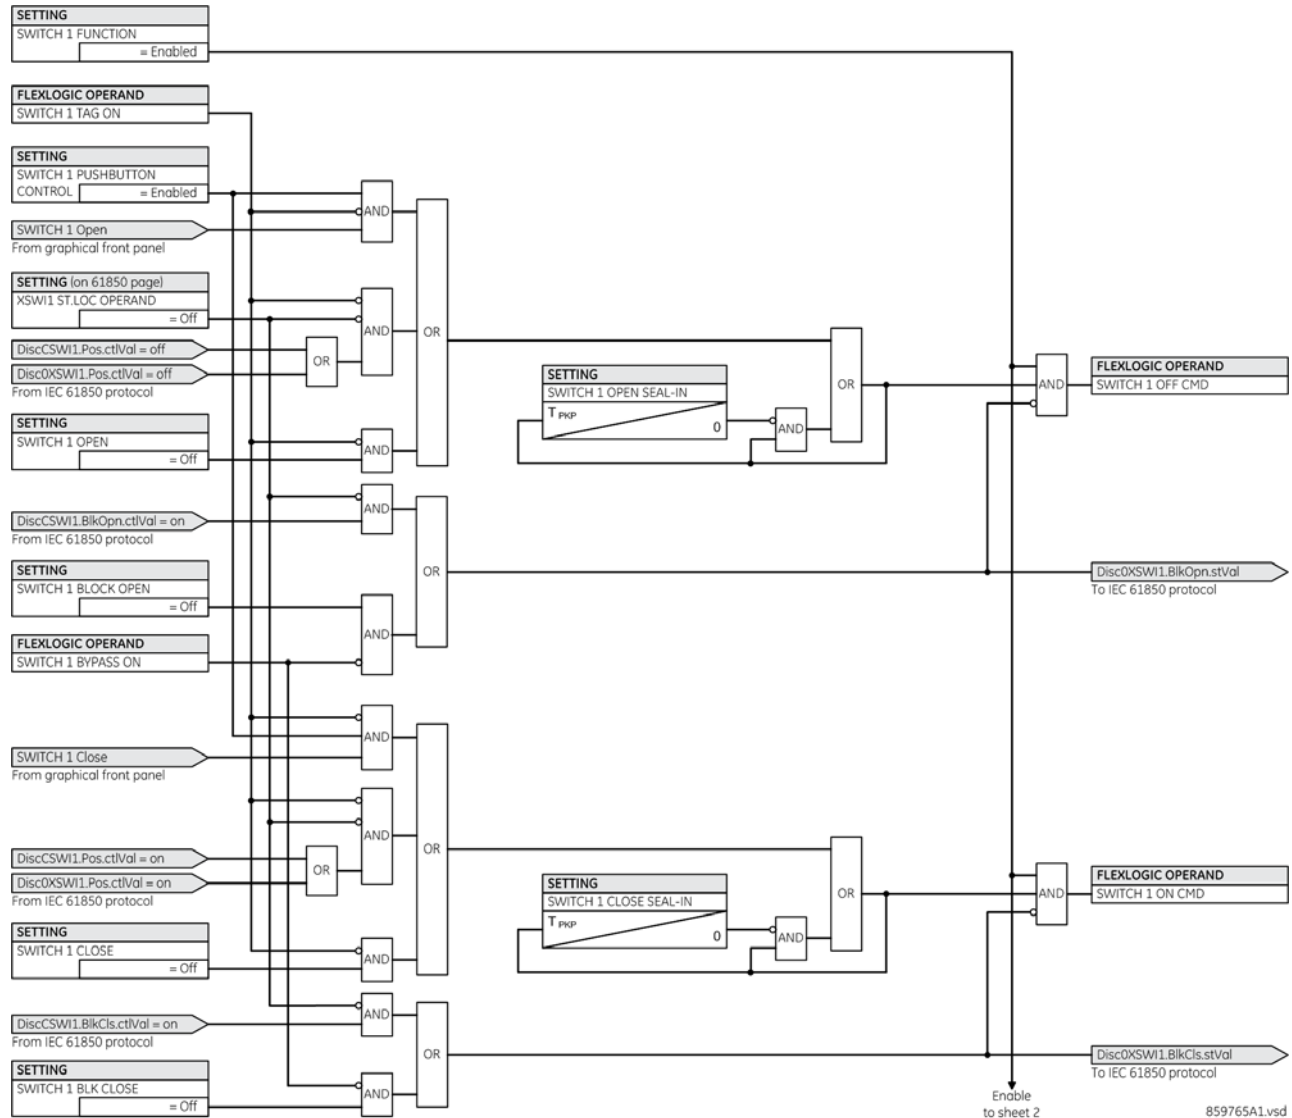 SETTING
SWITCH 1 FUNCTION
= Enabled
FLEXLOGIC OPERAND
SWITCH 1 TAG ON
SETTING
SWITCH 1 PUSHBUTTON
CONTROL = Enabled
SWITCH 1 Open
From graphical front panel
SETTING (on 61850 page)
XSWI1 ST.LOC OPERAND
= Off
DiscCSWI1.Pos.ctlVal = off
Disc0XSWI1.Pos.ctlVal = off
From IEC 61850 protocol
SETTING
SWITCH 1 OPEN
= Off
DiscCSWI1.BlkOpn.ctlVal = on
From IEC 61850 protocol
SETTING
SWITCH 1 BLOCK OPEN
= Off
FLEXLOGIC OPERAND
SWITCH 1 BYPASS ON
SWITCH 1 Close
From graphical front panel
DiscCSWI1.Pos.ctlVal = on
Disc0XSWI1.Pos.ctlVal = on
From IEC 61850 protocol
SETTING
SWITCH 1 CLOSE
= Off
DiscCSWI1.BlkCls.ctlVal = on
From IEC 61850 protocol
SETTING
SWITCH 1 BLK CLOSE
= Off
AND
AND
OR
AND
AND
AND
AND
AND
OR
AND
AND
AND
OR
OR
OR
OR
SETTING
SWITCH 1 OPEN SEAL-IN
T PKP
0
AND
OR
SETTING
SWITCH 1 CLOSE SEAL-IN
T PKP
0
AND
OR
AND
AND
FLEXLOGIC OPERAND
SWITCH 1 OFF CMD
Disc0XSWI1.BlkOpn.stVal
To IEC 61850 protocol
FLEXLOGIC OPERAND
SWITCH 1 ON CMD
Disc0XSWI1.BlkCls.stVal
To IEC 61850 protocol
Enable
to sheet 2
859765A1.vsd